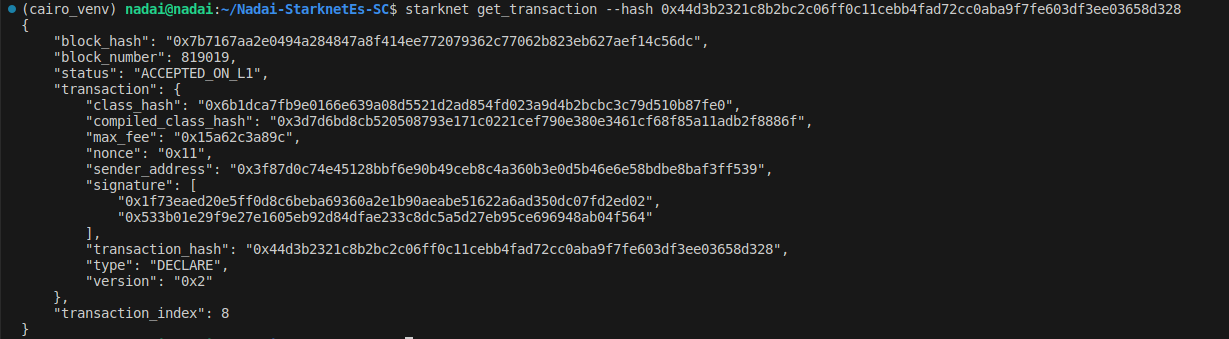 (cairo_venv) nadai@nadai:~/Nadai-StarknetEs-SC$ starknet get_transaction --hash 0x44d3b2321c8b2bc2c06ff0c11cebb4fad72cc0aba9f7fe603df3ee03658d328
{
    "block_hash": "0x7b7167aa2e0494a284847a8f414ee772079362c77062b823eb627aef14c56dc",
    "block_number": 819019,
    "status": "ACCEPTED_ON_L1",
    "transaction": {
        "class_hash": "0x6b1dca7fb9e0166e639a08d5521d2ad854fd023a9d4b2bcbc3c79d510b87fe0",
        "compiled_class_hash": "0x3d7d6bd8cb520508793e171c0221cef790e380e3461cf68f85a11adb2f8886f",
        "max_fee": "0x15a62c3a89c",
        "nonce": "0x11",
        "sender_address": "0x3f87d0c74e45128bbf6e90b49ceb8c4a360b3e0d5b46e6e58bdbe8baf3ff539",
        "signature": [
            "0x1f73eaed20e5ff0d8c6beba69360a2e1b90aeabe51622a6ad350dc07fd2ed02",
            "0x533b01e29f9e27e1605eb92d84dfae233c8dc5a5d27eb95ce696948ab04f564"
        ],
        "transaction_hash": "0x44d3b2321c8b2bc2c06ff0c11cebb4fad72cc0aba9f7fe603df3ee03658d328",
        "type": "DECLARE",
        "version": "0x2"
    },
    "transaction_index": 8
}